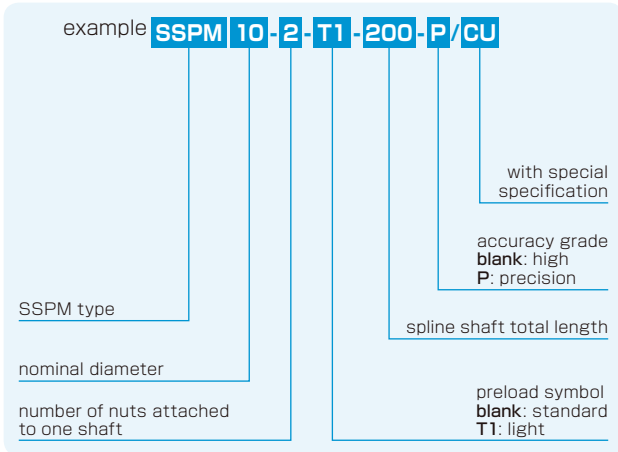 example SSPM 10 - 2 - T1 - 200 - P / CU
with special
specification
accuracy grade
blank: high
P: precision
SSPM type
spline shaft total length
nominal diameter
preload symbol
blank: standard
T1: light
number of nuts attached
to one shaft